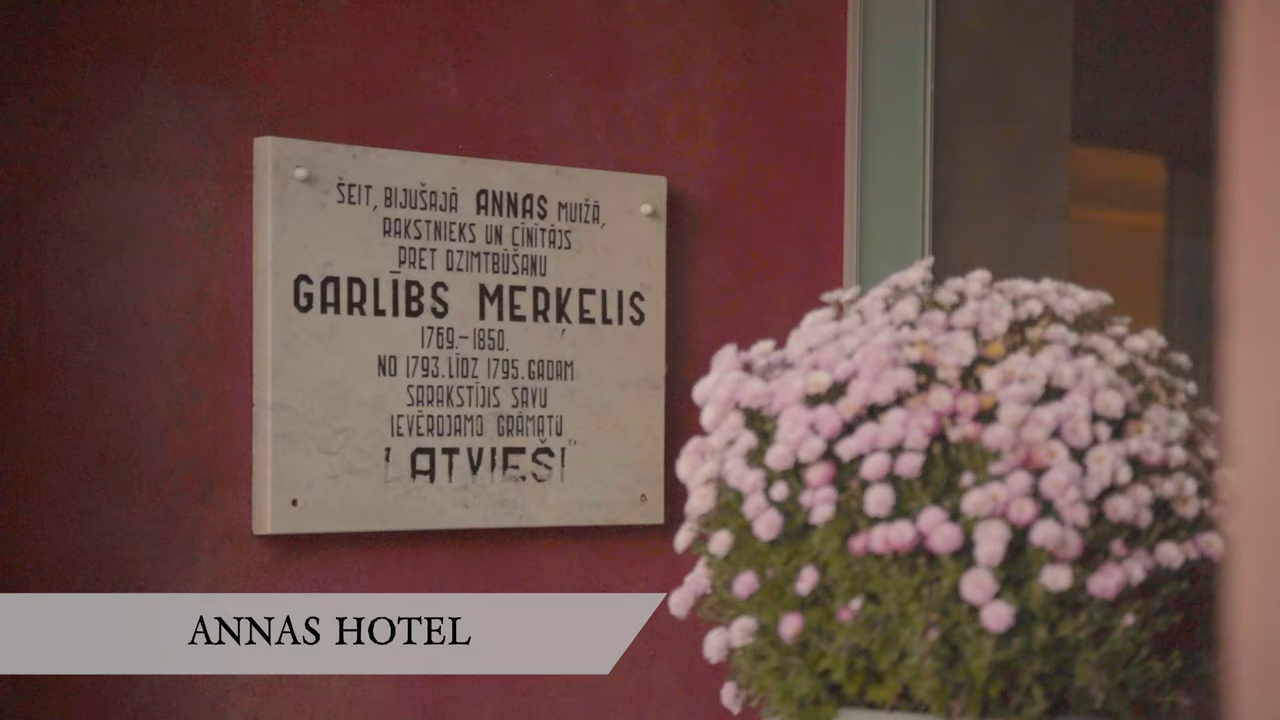 ŠEIT, BIJUŠAJĀ ANNAS MUIŽĀ,
RAKSTNIEKS UN CĪNĪTĀJS
PRET DZIMTBŪŠANU
GARLĪBS MERĶELIS
1769.–1850.
NO 1793. LĪDZ 1795. GADAM
SARAKSTĪJIS SAVU
IEVĒROJAMO GRĀMATU
LATVIEŠI"
ANNAS HOTEL